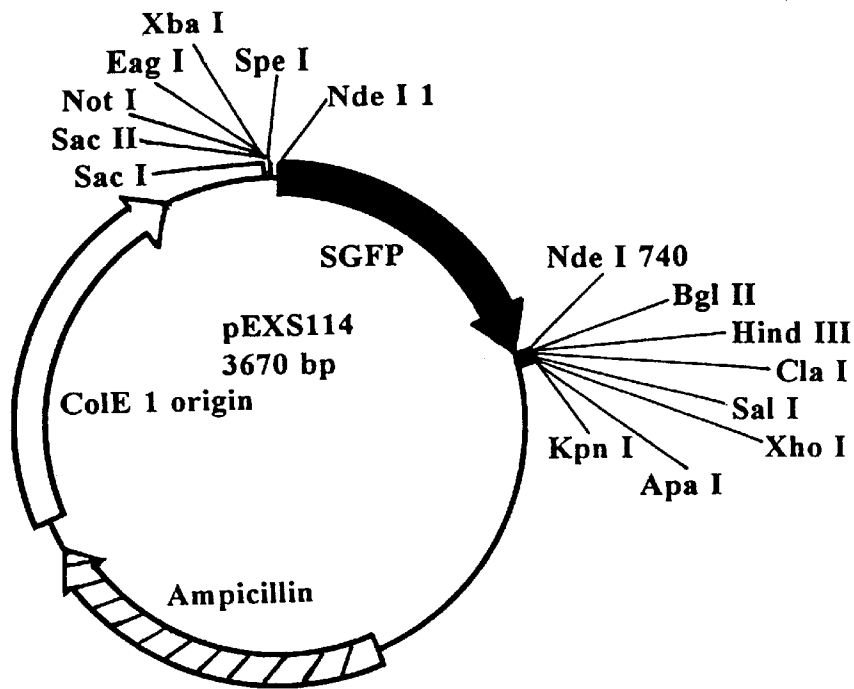 Xba I
Eag I
Spe I
Not I
Nde I 1
Sac II
Sac I
SGFP
Nde I 740
Bgl II
Hind III
Cla I
Sal I
Xho I
Kpn I
Apa I
pEXS114
3670 bp
ColE 1 origin
Ampicillin